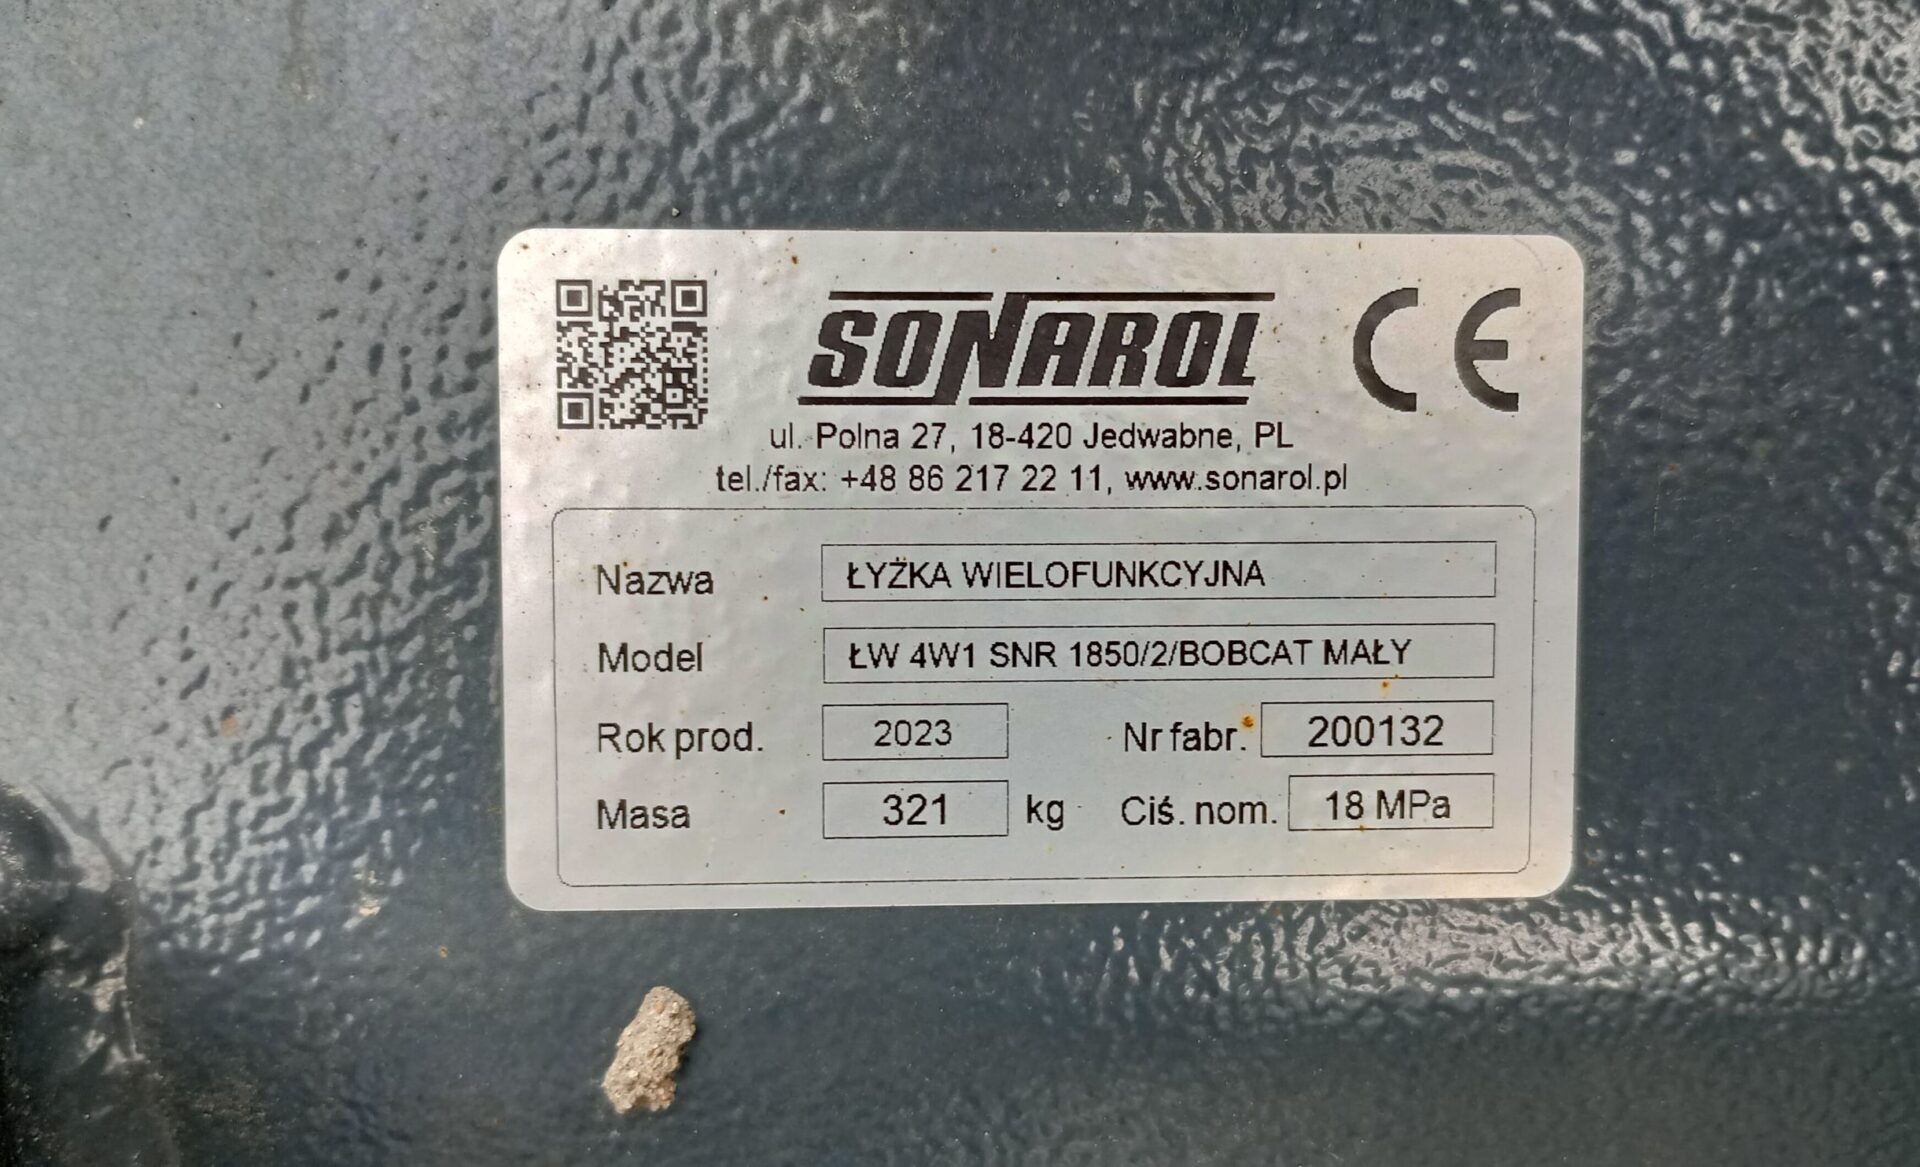 SONAROL CE
ul. Polna 27, 18-420 Jedwabne, PL
tel./fax: +48 86 217 22 11, www.sonarol.pl
Nazwa ŁYŻKA WIELOFUNKCYJNA
Model ŁW 4W1 SNR 1850/2/BOBCAT MAŁY
Rok prod. 2023 Nr fabr. 200132
Masa 321 kg Ciś. nom. 18 MPa